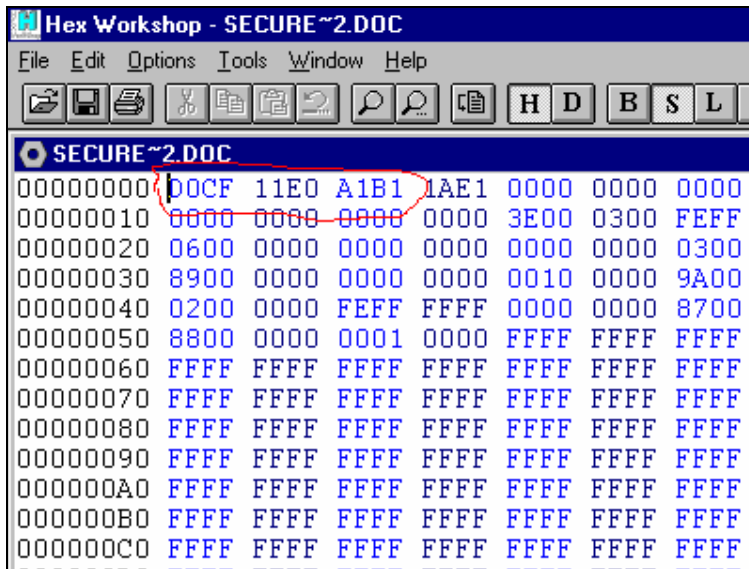 Hex Workshop - SECURE~2.DOC
File Edit Options Tools Window Help
H D B S L
SECURE~2.DOC
00000000 D0CF 11E0 A1B1 1AE1 0000 0000 0000
00000010 0000 0000 0000 0000 3E00 0300 FEFF
00000020 0600 0000 0000 0000 0000 0000 0300
00000030 8900 0000 0000 0000 0010 0000 9A00
00000040 0200 0000 FEFF FFFF 0000 0000 8700
00000050 8800 0000 0001 0000 FFFF FFFF FFFF
00000060 FFFF FFFF FFFF FFFF FFFF FFFF FFFF
00000070 FFFF FFFF FFFF FFFF FFFF FFFF FFFF
00000080 FFFF FFFF FFFF FFFF FFFF FFFF FFFF
00000090 FFFF FFFF FFFF FFFF FFFF FFFF FFFF
000000A0 FFFF FFFF FFFF FFFF FFFF FFFF FFFF
000000B0 FFFF FFFF FFFF FFFF FFFF FFFF FFFF
000000C0 FFFF FFFF FFFF FFFF FFFF FFFF FFFF